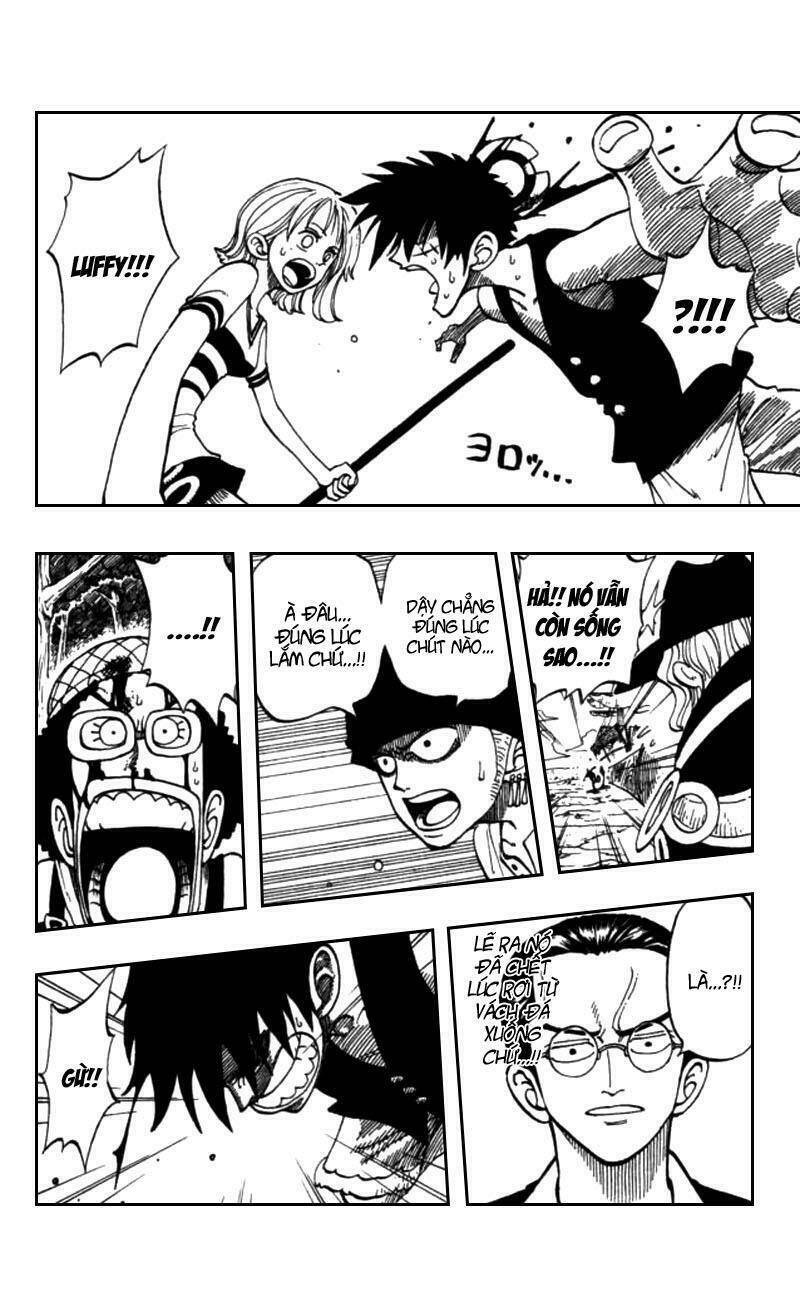 ?!!!
LUFFY!!!
ヨロッ...
HẢ!! NÓ VẪN
CÒN SỐNG
SAO...!!
DẬY CHẲNG
ĐÚNG LÚC
CHÚT NÀO...
À ĐÂU...
ĐÚNG LÚC
LẮM CHỨ...!!
.....!!
LÀ...?!!
LẼ RA NÓ
ĐÃ CHẾT
LÚC RƠI TỪ
VÁCH ĐÁ
XUỐNG
CHỨ...!!
GỪ!!